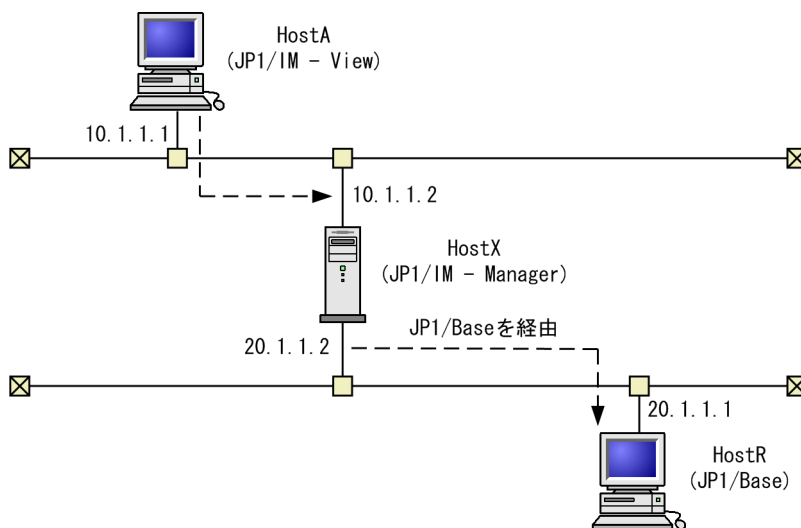 HostA
(JP1/IM - View)
10.1.1.1
10.1.1.2
HostX
(JP1/IM - Manager)
20.1.1.2
JP1/Baseを経由
20.1.1.1
HostR
(JP1/Base)